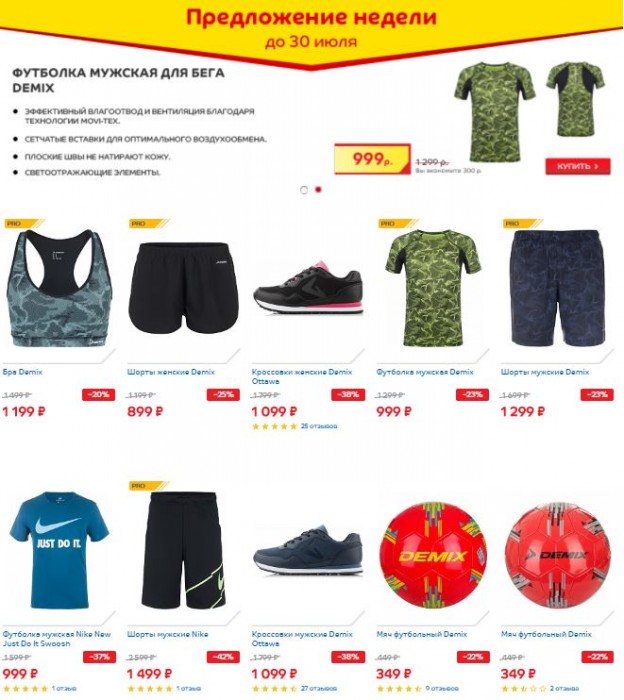 Предложение недели
до 30 июля
ФУТБОЛКА МУЖСКАЯ ДЛЯ БЕГА
DEMIX
ЭФФЕКТИВНЫЙ ВЛАГООТВОД И ВЕНТИЛЯЦИЯ БЛАГОДАРЯ
ТЕХНОЛОГИИ MOVI-TEX.
СЕТЧАТЫЕ ВСТАВКИ ДЛЯ ОПТИМАЛЬНОГО ВОЗДУХООБМЕНА.
ПЛОСКИЕ ШВЫ НЕ НАТИРАЮТ КОЖУ.
СВЕТООТРАЖАЮЩИЕ ЭЛЕМЕНТЫ.
999р. 1 299 р.
Вы экономите 300 р.
КУПИТЬ
PRO PRO PRO PRO
Бра Demix Шорты женские Demix Кроссовки женские Demix Футболка мужская Demix Шорты мужские Demix
Ottawa
1 499 ₽ -20% 1 199 ₽ -25% 1 799 ₽ -38% 1 299 ₽ -23% 1 699 ₽ -23%
1 199 ₽ 899 ₽ 1 099 ₽ 999 ₽ 1 299 ₽
25 отзывов
PRO
JUST DO IT.
DEMIX DEMIX
Футболка мужская Nike New Шорты мужские Nike Кроссовки мужские Demix Мяч футбольный Demix Мяч футбольный Demix
Just Do It Swoosh Ottawa
1 599 ₽ -37% 2 599 ₽ -42% 1 799 ₽ -38% 449 ₽ -22% 449 ₽ -22%
999 ₽ 1 499 ₽ 1 099 ₽ 349 ₽ 349 ₽
1 отзыв 1 отзыв 27 отзывов 9 отзывов 2 отзыва